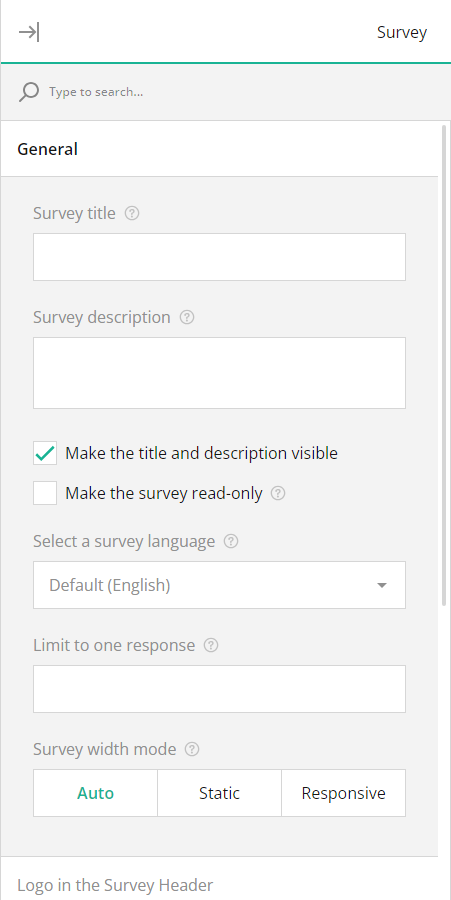 Survey
Type to search...
General
Survey title ?
Survey description ?
Make the title and description visible
Make the survey read-only ?
Select a survey language ?
Default (English)
Limit to one response ?
Survey width mode ?
Auto Static Responsive
Logo in the Survey Header